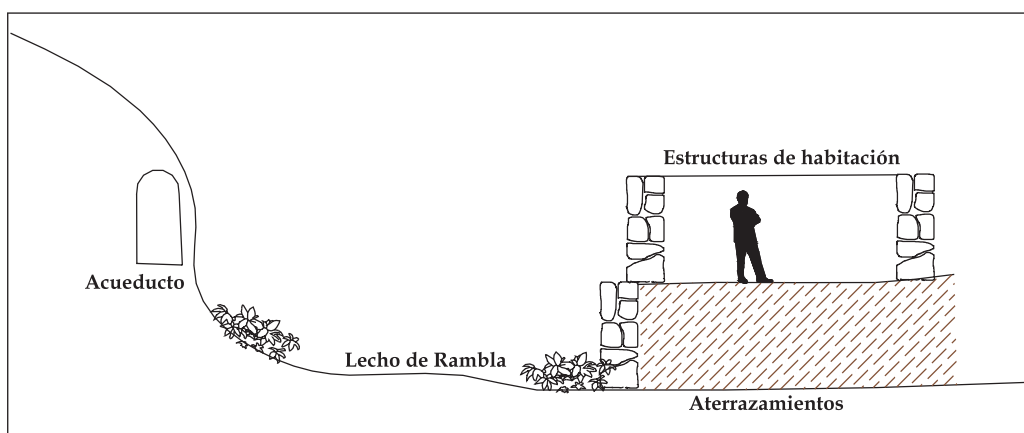 Estructuras de habitación
Acueducto
Lecho de Rambla
Aterrazamientos